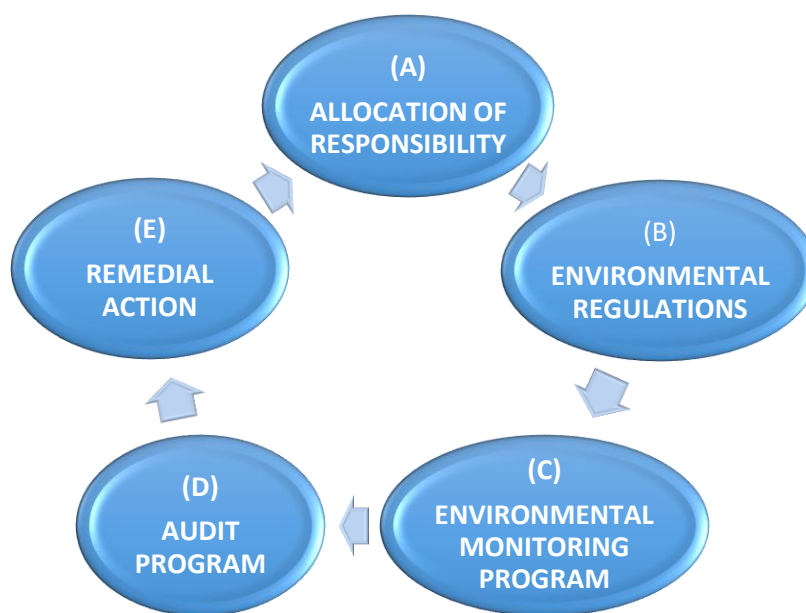 (A)
ALLOCATION OF
RESPONSIBILITY
(B)
ENVIRONMENTAL
REGULATIONS
(C)
ENVIRONMENTAL
MONITORING
PROGRAM
(D)
AUDIT
PROGRAM
(E)
REMEDIAL
ACTION